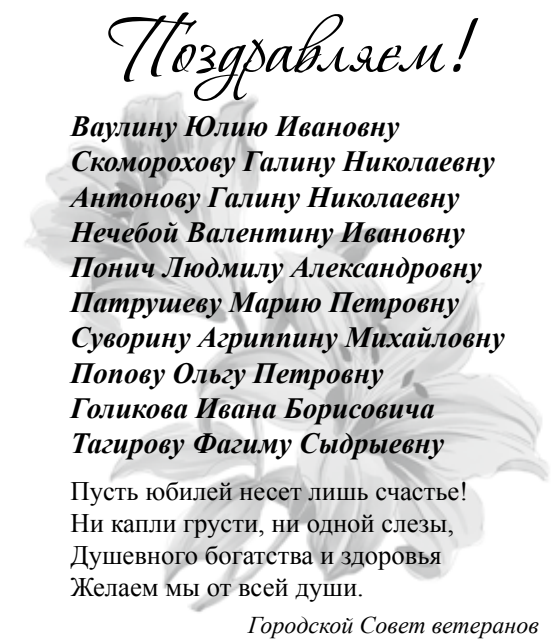 Поздравляем!
Ваулину Юлию Ивановну
Скоморохову Галину Николаевну
Антонову Галину Николаевну
Нечебой Валентину Ивановну
Понич Людмилу Александровну
Патрушеву Марию Петровну
Суворину Агриппину Михайловну
Попову Ольгу Петровну
Голикова Ивана Борисовича
Тагирову Фагиму Сыдрыевну
Пусть юбилей несет лишь счастье!
Ни капли грусти, ни одной слезы,
Душевного богатства и здоровья
Желаем мы от всей души.
Городской Совет ветеранов